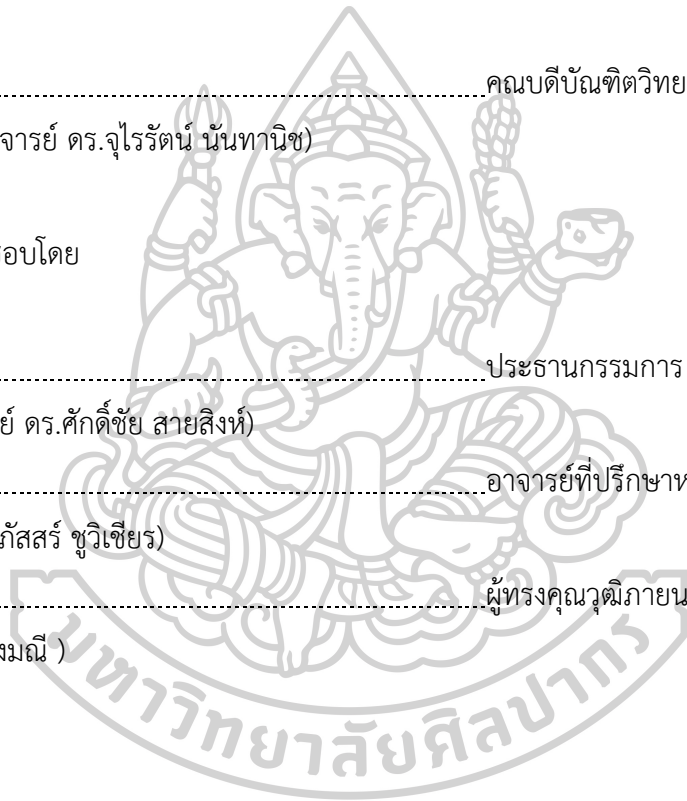 คณบดีบัณฑิตวิทย
จารย์ ดร.จุไรรัตน์ นันทานิช)
อบโดย
ประธานกรรมการ
ย์ ดร.ศักดิ์ชัย สายสิงห์)
อาจารย์ที่ปรึกษาห
ภัสสร์ ชูวิเชียร)
ผู้ทรงคุณวุฒิภายน
งมณี )
มหาวิทยาลัยศิลปากร